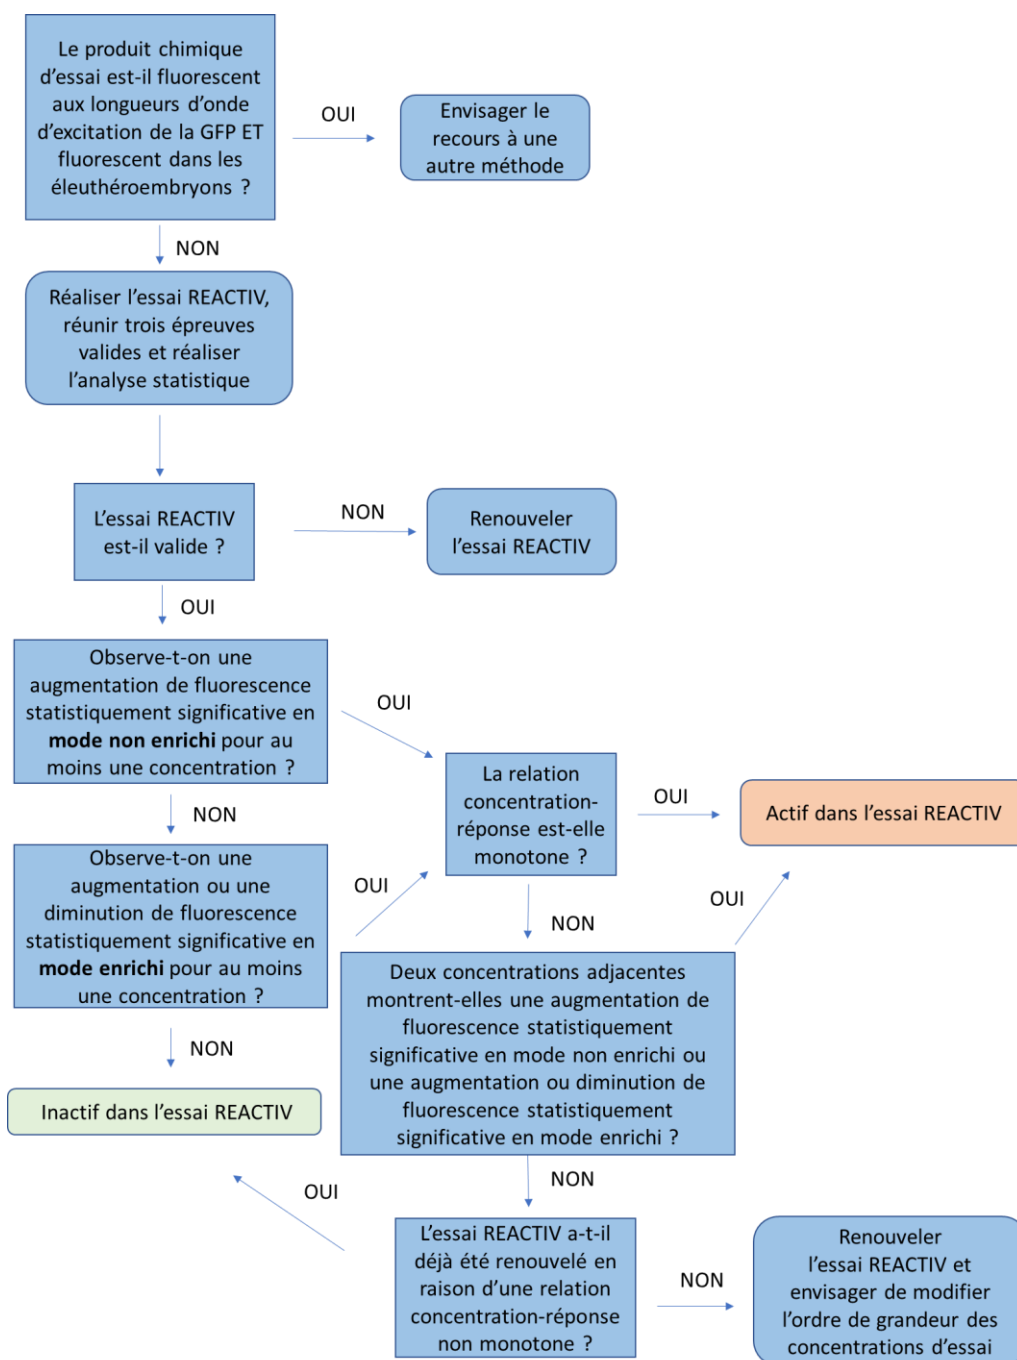 Le produit chimique
d’essai est-il fluorescent
aux longueurs d’onde
d’excitation de la GFP ET
fluorescent dans les
éleuthéroembryons ?
OUI
Envisager le
recours à une
autre méthode
NON
Réaliser l’essai REACTIV,
réunir trois épreuves
valides et réaliser
l’analyse statistique
L’essai REACTIV
est-il valide ?
NON
Renouveler
l’essai REACTIV
OUI
Observe-t-on une
augmentation de fluorescence
statistiquement significative en
mode non enrichi pour au
moins une concentration ?
OUI
NON
La relation
concentration-
réponse est-elle
monotone ?
OUI
Actif dans l’essai REACTIV
Observe-t-on une
augmentation ou une
diminution de fluorescence
statistiquement significative en
mode enrichi pour au moins
une concentration ?
OUI
NON
OUI
Deux concentrations adjacentes
montrent-elles une augmentation de
fluorescence statistiquement
significative en mode non enrichi ou
une augmentation ou diminution de
fluorescence statistiquement
significative en mode enrichi ?
NON
Inactif dans l’essai REACTIV
NON
OUI
L’essai REACTIV a-t-il
déjà été renouvelé en
raison d’une relation
concentration-réponse
non monotone ?
NON
Renouveler
l’essai REACTIV et
envisager de modifier
l’ordre de grandeur des
concentrations d’essai